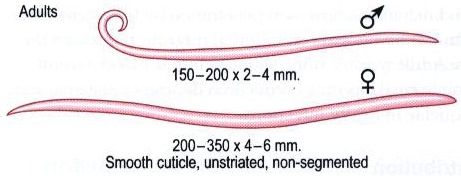 Adults
♂
150–200 x 2–4 mm.
♀
200–350 x 4–6 mm.
Smooth cuticle, unstriated, non-segmented